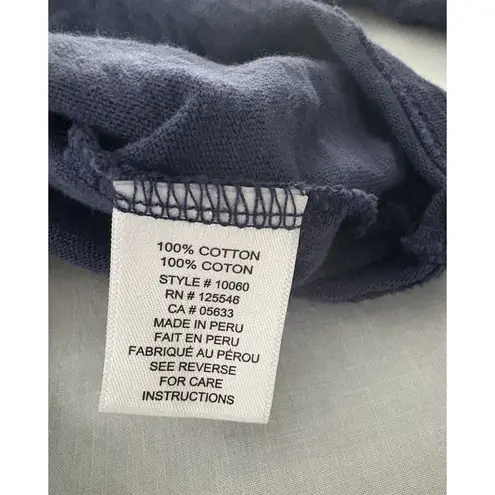 100% COTTON
100% COTON
STYLE # 10060
RN # 125546
CA # 05633
MADE IN PERU
FAIT EN PERU
FABRIQUÉ AU PÉROU
SEE REVERSE
FOR CARE
INSTRUCTIONS